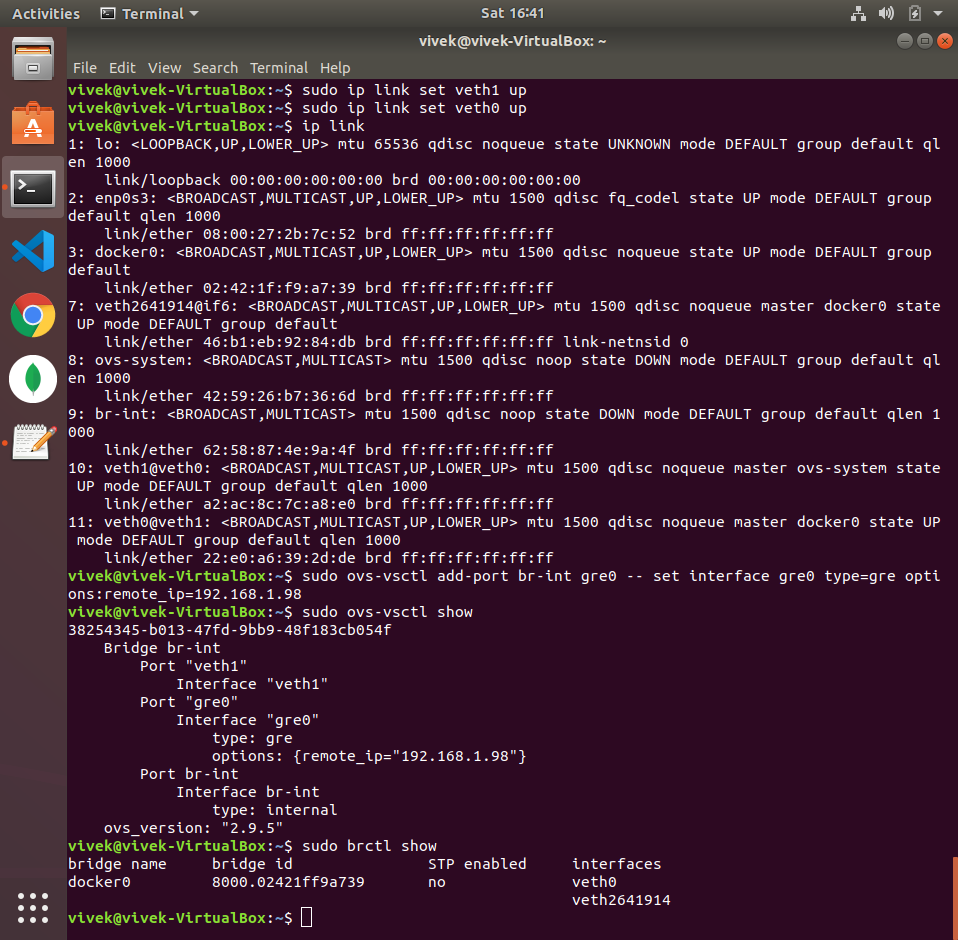 Activities Terminal Sat 16:41
vivek@vivek-VirtualBox: ~
File Edit View Search Terminal Help
vivek@vivek-VirtualBox:~$ sudo ip link set veth1 up
vivek@vivek-VirtualBox:~$ sudo ip link set veth0 up
vivek@vivek-VirtualBox:~$ ip link
1: lo: <LOOPBACK,UP,LOWER_UP> mtu 65536 qdisc noqueue state UNKNOWN mode DEFAULT group default ql
en 1000
    link/loopback 00:00:00:00:00:00 brd 00:00:00:00:00:00
2: enp0s3: <BROADCAST,MULTICAST,UP,LOWER_UP> mtu 1500 qdisc fq_codel state UP mode DEFAULT group
default qlen 1000
    link/ether 08:00:27:2b:7c:52 brd ff:ff:ff:ff:ff:ff
3: docker0: <BROADCAST,MULTICAST,UP,LOWER_UP> mtu 1500 qdisc noqueue state UP mode DEFAULT group
default
    link/ether 02:42:1f:f9:a7:39 brd ff:ff:ff:ff:ff:ff
7: veth2641914@if6: <BROADCAST,MULTICAST,UP,LOWER_UP> mtu 1500 qdisc noqueue master docker0 state
 UP mode DEFAULT group default
    link/ether 46:b1:eb:92:84:db brd ff:ff:ff:ff:ff:ff link-netnsid 0
8: ovs-system: <BROADCAST,MULTICAST> mtu 1500 qdisc noop state DOWN mode DEFAULT group default ql
en 1000
    link/ether 42:59:26:b7:36:6d brd ff:ff:ff:ff:ff:ff
9: br-int: <BROADCAST,MULTICAST> mtu 1500 qdisc noop state DOWN mode DEFAULT group default qlen 1
000
    link/ether 62:58:87:4e:9a:4f brd ff:ff:ff:ff:ff:ff
10: veth1@veth0: <BROADCAST,MULTICAST,UP,LOWER_UP> mtu 1500 qdisc noqueue master ovs-system state
 UP mode DEFAULT group default qlen 1000
    link/ether a2:ac:8c:7c:a8:e0 brd ff:ff:ff:ff:ff:ff
11: veth0@veth1: <BROADCAST,MULTICAST,UP,LOWER_UP> mtu 1500 qdisc noqueue master docker0 state UP
 mode DEFAULT group default qlen 1000
    link/ether 22:e0:a6:39:2d:de brd ff:ff:ff:ff:ff:ff
vivek@vivek-VirtualBox:~$ sudo ovs-vsctl add-port br-int gre0 -- set interface gre0 type=gre opti
ons:remote_ip=192.168.1.98
vivek@vivek-VirtualBox:~$ sudo ovs-vsctl show
38254345-b013-47fd-9bb9-48f183cb054f
    Bridge br-int
        Port "veth1"
            Interface "veth1"
        Port "gre0"
            Interface "gre0"
                type: gre
                options: {remote_ip="192.168.1.98"}
        Port br-int
            Interface br-int
                type: internal
    ovs_version: "2.9.5"
vivek@vivek-VirtualBox:~$ sudo brctl show
bridge name     bridge id               STP enabled     interfaces
docker0         8000.02421ff9a739       no              veth0
                                                        veth2641914
vivek@vivek-VirtualBox:~$